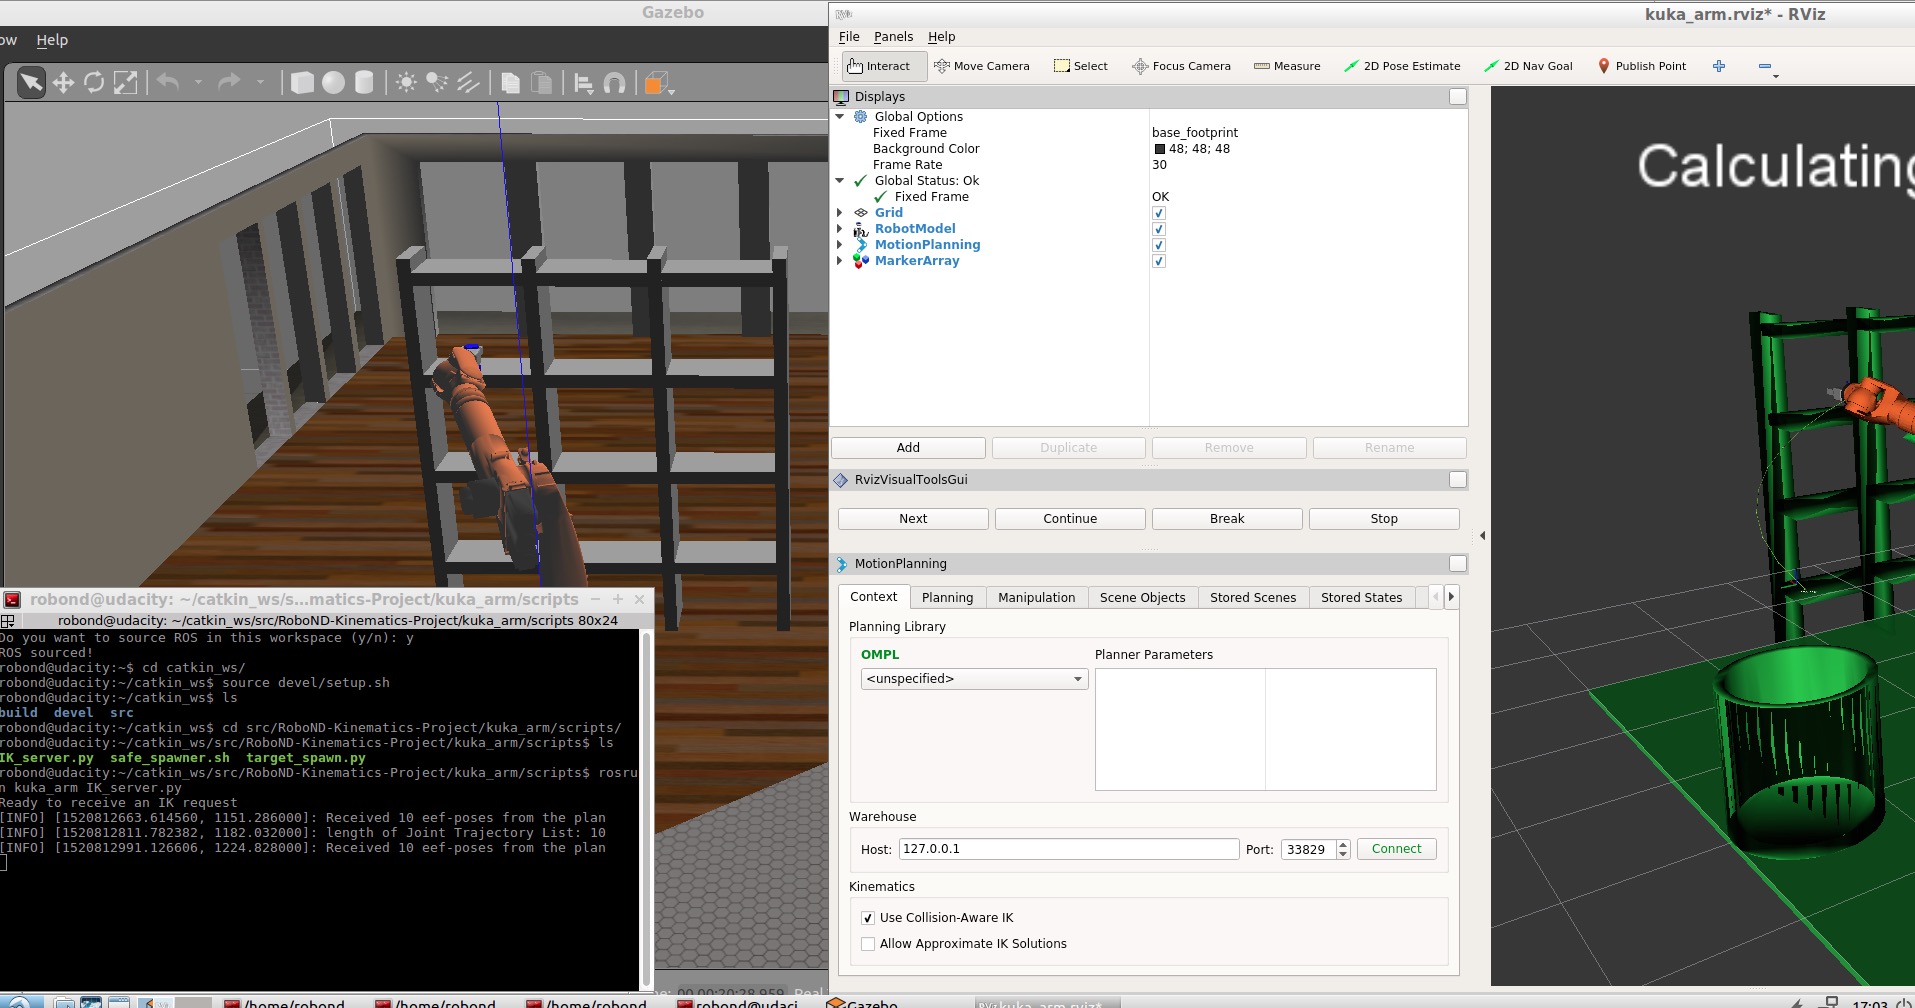 Gazebo
ow Help
kuka_arm.rviz* - RViz
File Panels Help
Interact Move Camera Select Focus Camera Measure 2D Pose Estimate 2D Nav Goal Publish Point
Displays
Global Options
Fixed Frame base_footprint
Background Color 48; 48; 48
Frame Rate 30
Global Status: Ok
Fixed Frame OK
Grid
RobotModel
MotionPlanning
MarkerArray
Add Duplicate Remove Rename
RvizVisualToolsGui
Next Continue Break Stop
MotionPlanning
Context Planning Manipulation Scene Objects Stored Scenes Stored States
Planning Library
OMPL Planner Parameters
<unspecified>
Warehouse
Host: 127.0.0.1 Port: 33829 Connect
Kinematics
Use Collision-Aware IK
Allow Approximate IK Solutions
Calculating
robond@udacity: ~/catkin_ws/s...matics-Project/kuka_arm/scripts
robond@udacity: ~/catkin_ws/src/RoboND-Kinematics-Project/kuka_arm/scripts 80x24
Do you want to source ROS in this workspace (y/n): y
ROS sourced!
robond@udacity:~$ cd catkin_ws/
robond@udacity:~/catkin_ws$ source devel/setup.sh
robond@udacity:~/catkin_ws$ ls
build devel src
robond@udacity:~/catkin_ws$ cd src/RoboND-Kinematics-Project/kuka_arm/scripts/
robond@udacity:~/catkin_ws/src/RoboND-Kinematics-Project/kuka_arm/scripts$ ls
IK_server.py safe_spawner.sh target_spawn.py
robond@udacity:~/catkin_ws/src/RoboND-Kinematics-Project/kuka_arm/scripts$ rosru
n kuka_arm IK_server.py
Ready to receive an IK request
[INFO] [1520812663.614560, 1151.286000]: Received 10 eef-poses from the plan
[INFO] [1520812811.782382, 1182.032000]: length of Joint Trajectory List: 10
[INFO] [1520812991.126606, 1224.828000]: Received 10 eef-poses from the plan
/home/robond /home/robond /home/robond robond@udaci Gazebo kuka_arm.rviz* 17:03